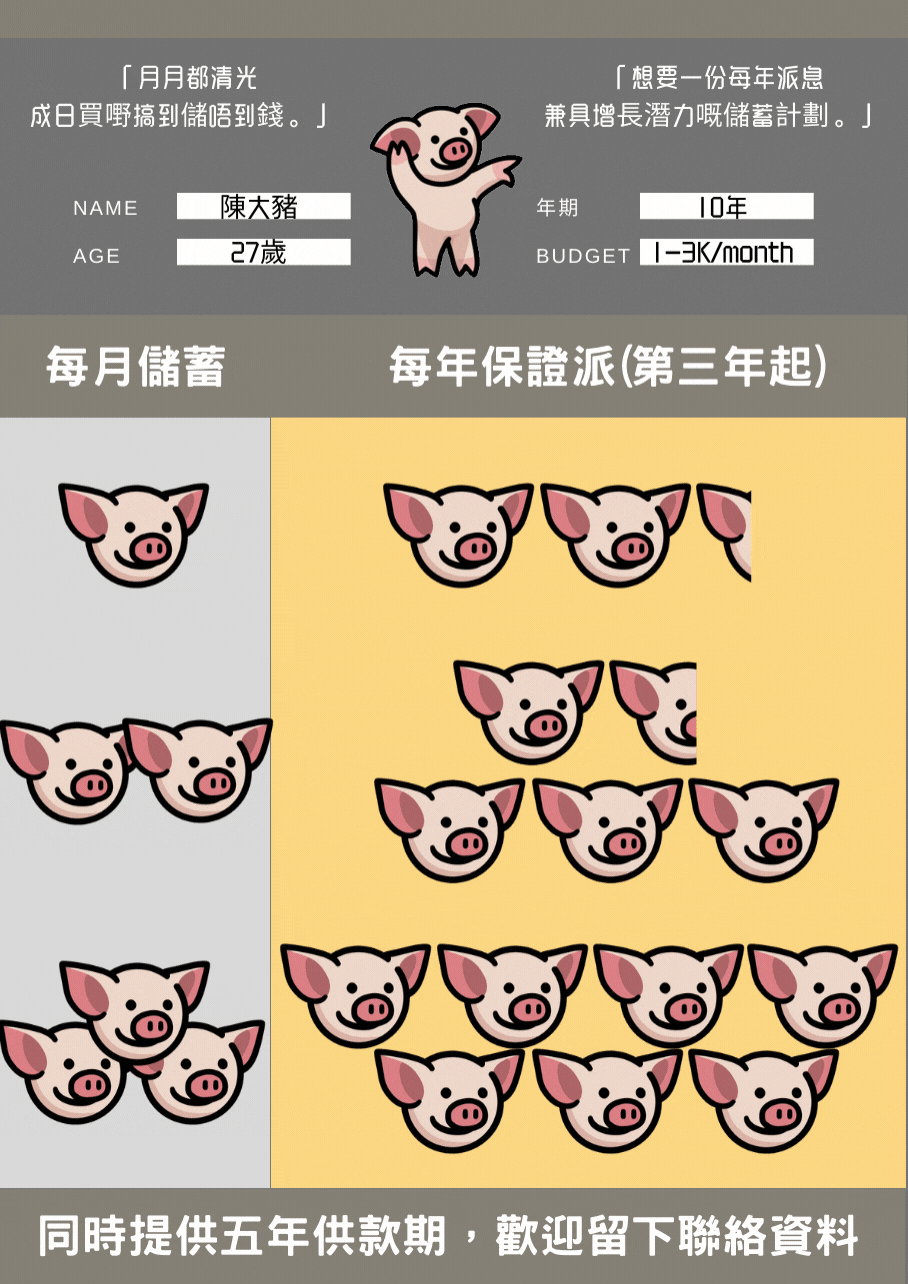 「月月都清光
成日買嘢搞到儲唔到錢。」
「想要一份每年派息
兼具增長潛力嘅儲蓄計劃。」
NAME 陳大豬
AGE 27歲
年期 10年
BUDGET 1-3K/month
每月儲蓄
每年保證派(第三年起)
同時提供五年供款期，歡迎留下聯絡資料